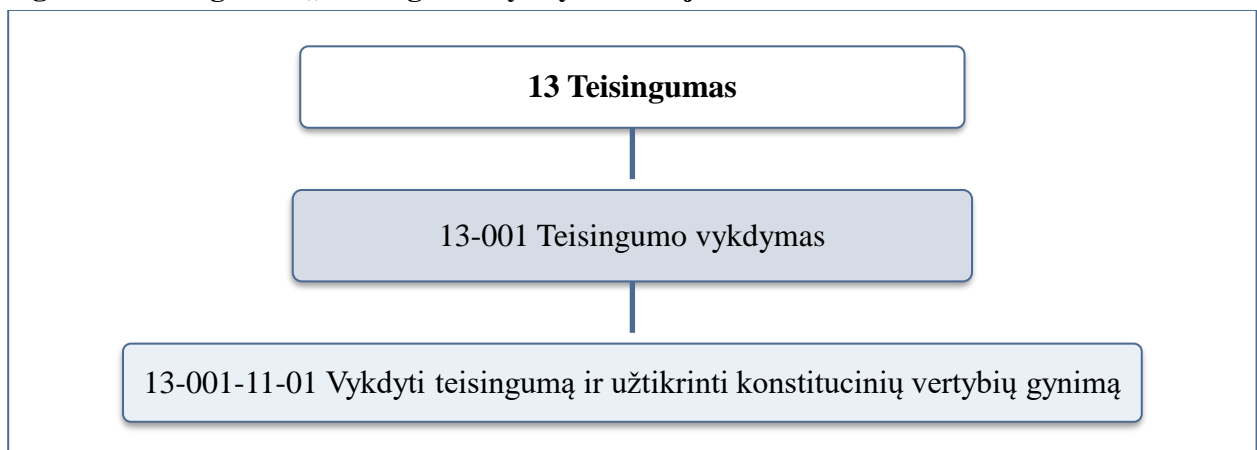 13 Teisingumas
13-001 Teisingumo vykdymas
13-001-11-01 Vykdyti teisingumą ir užtikrinti konstitucinių vertybių gynimą